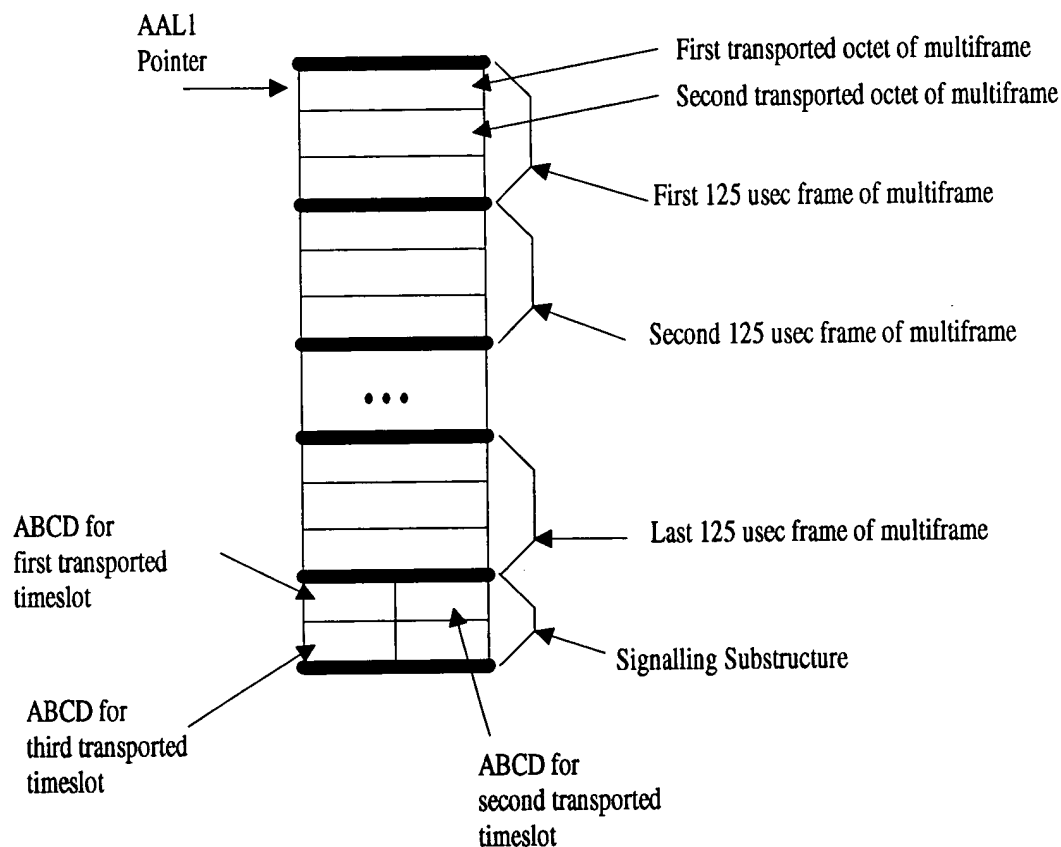 AAL1
Pointer
First transported octet of multiframe
Second transported octet of multiframe
First 125 usec frame of multiframe
Second 125 usec frame of multiframe
• • •
Last 125 usec frame of multiframe
ABCD for
first transported
timeslot
Signalling Substructure
ABCD for
third transported
timeslot
ABCD for
second transported
timeslot